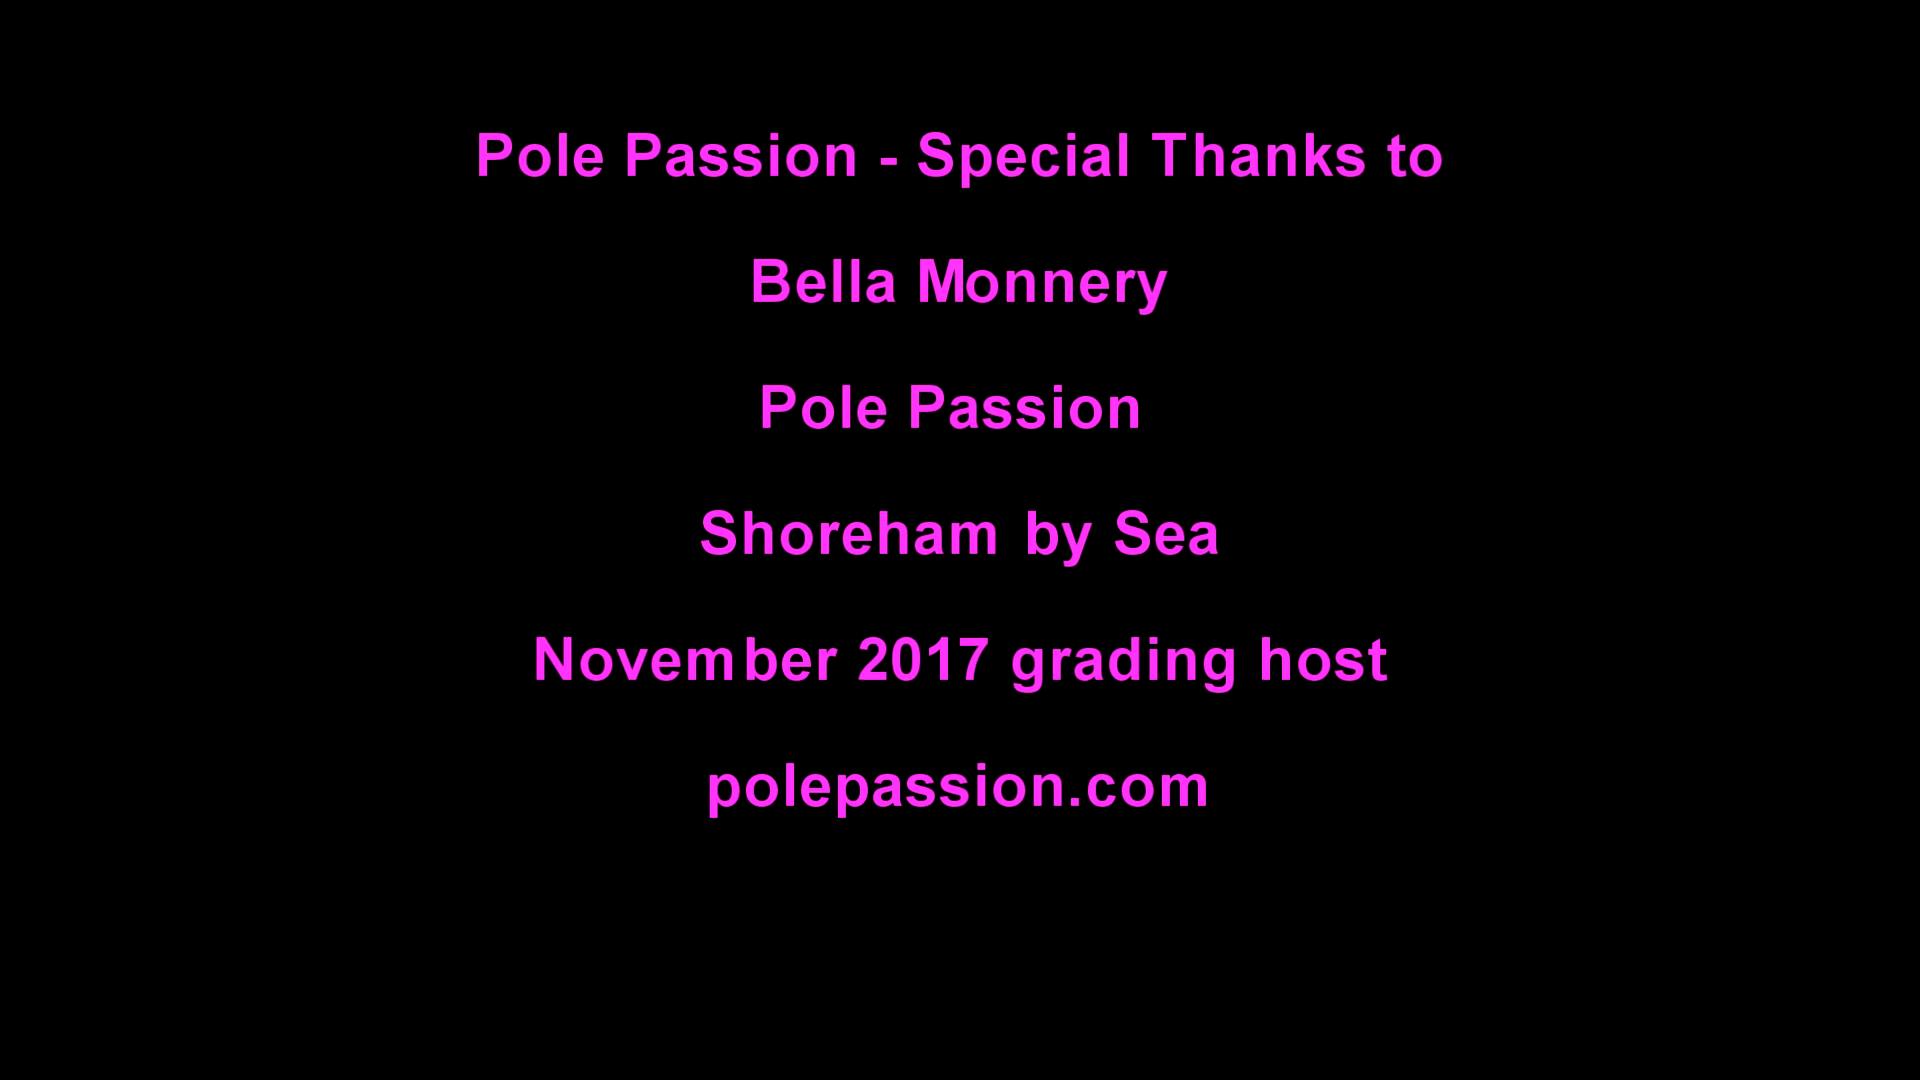 Pole Passion - Special Thanks to
Bella Monnery
Pole Passion
Shoreham by Sea
November 2017 grading host
polepassion.com